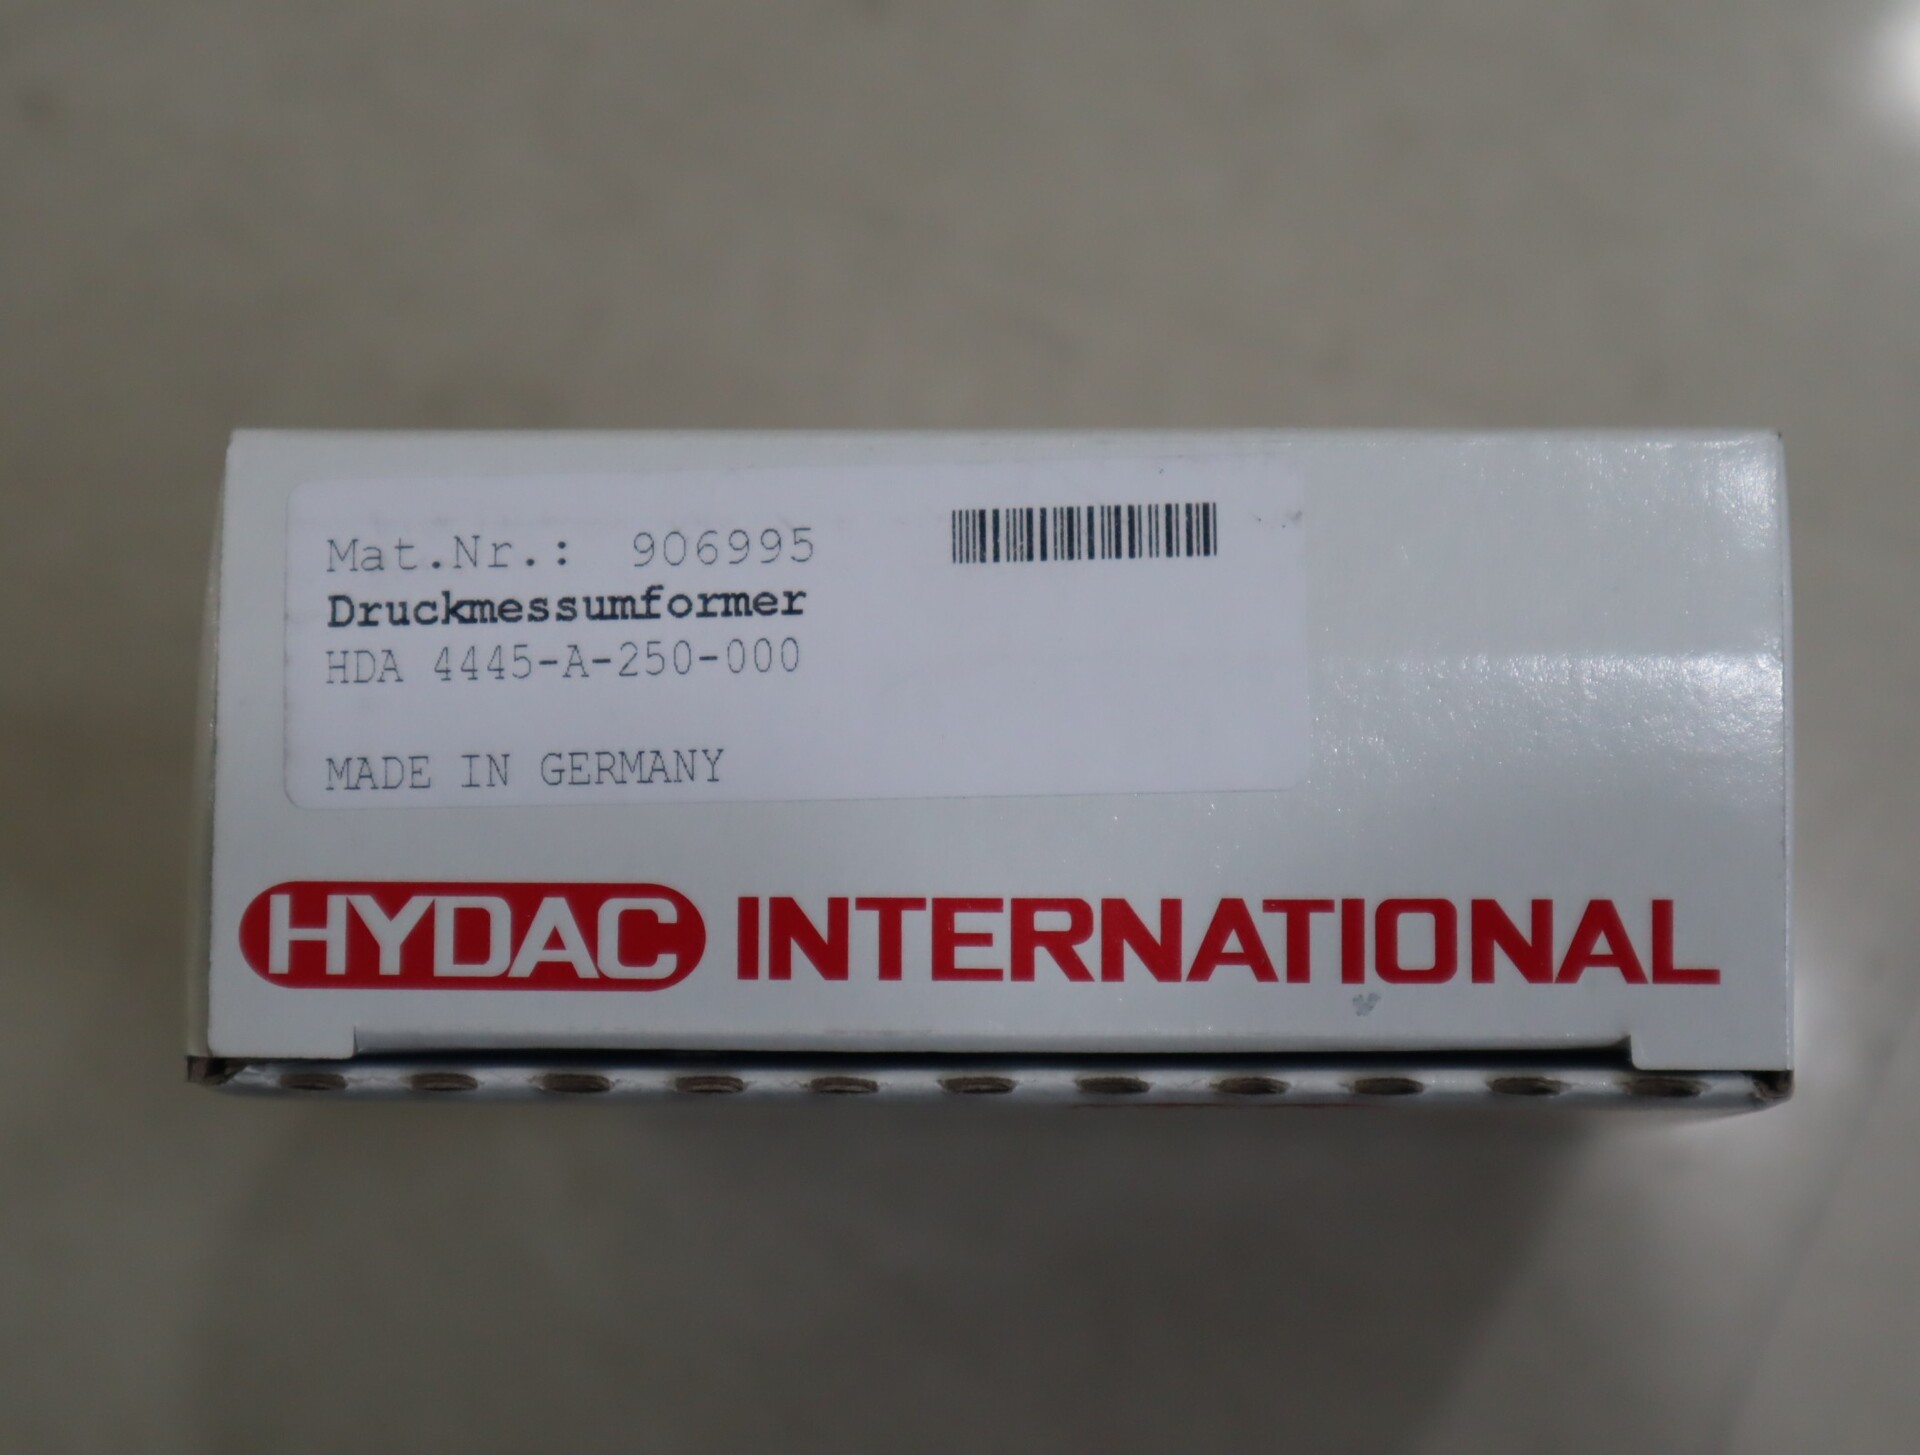 Mat.Nr.: 906995
Druckmessumformer
HDA 4445-A-250-000
MADE IN GERMANY
HYDAC INTERNATIONAL